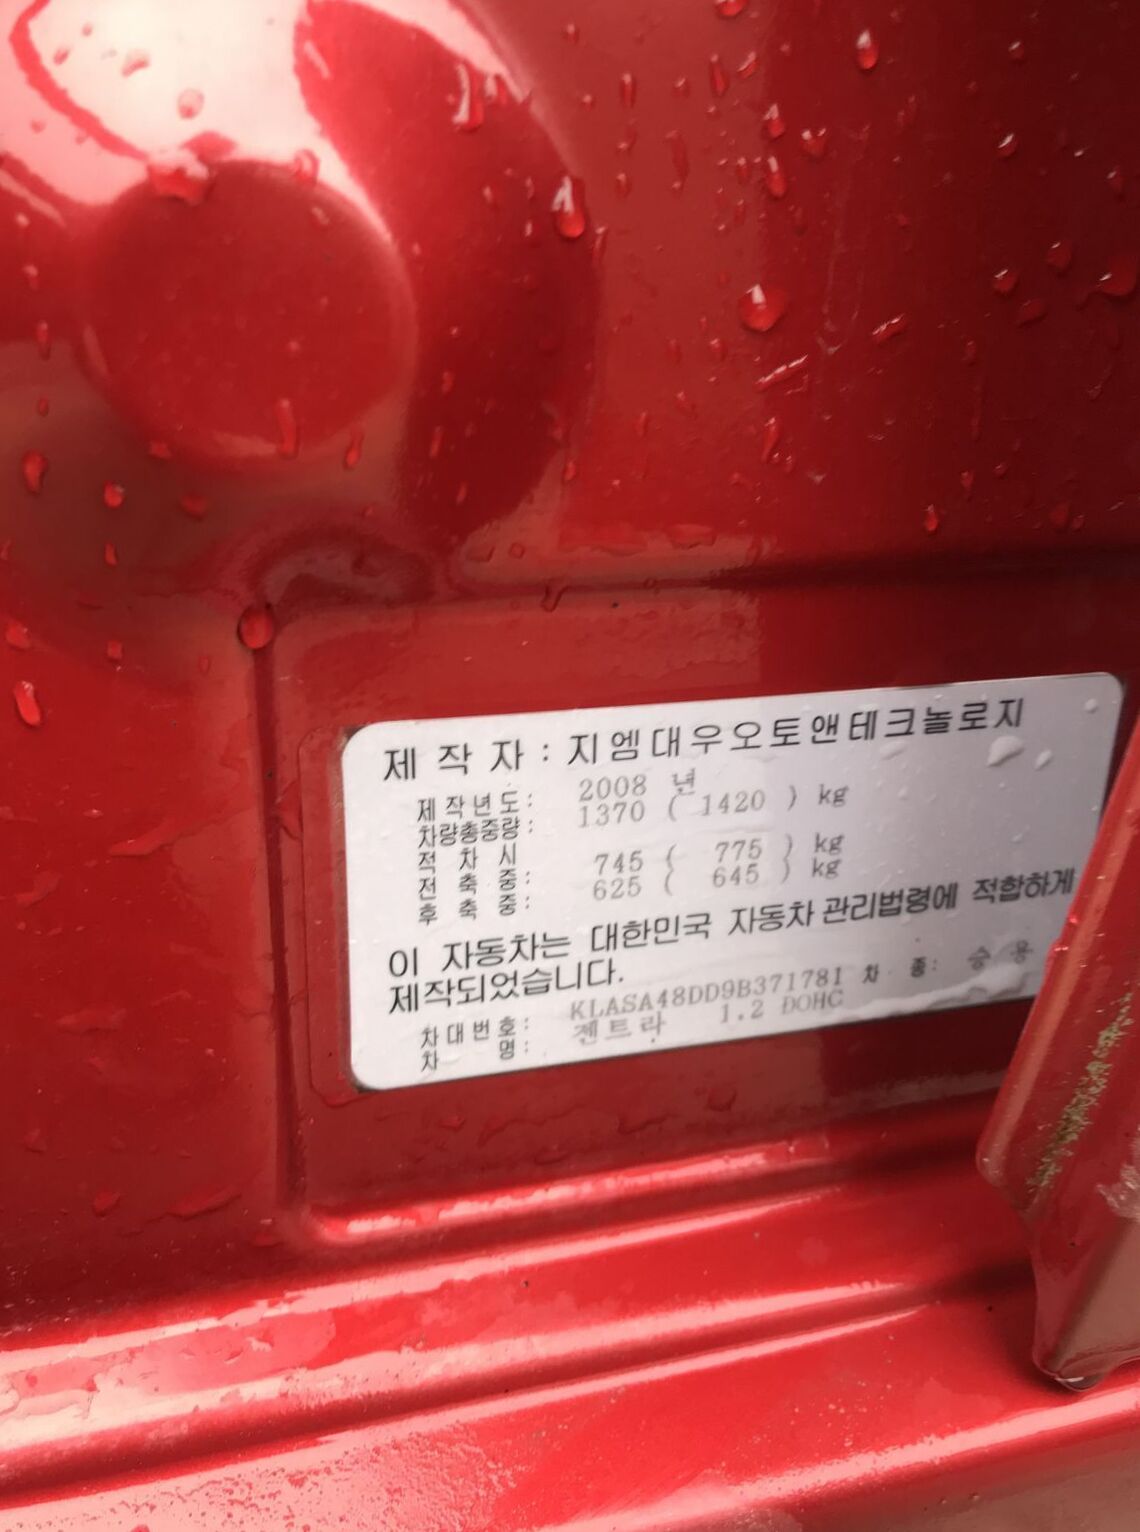 제 작 자 : 지엠대우오토앤테크놀로지
제작년도: 2008 년
차량총중량: 1370 ( 1420 ) kg
적 차 시
전 축 중: 745 ( 775 ) kg
후 축 중: 625 ( 645 ) kg
이 자동차는 대한민국 자동차관리법령에 적합하게
제작되었습니다.
차대번호: KLASA48DD9B371781 차 종: 승 용
차 명: 젠트라 1.2 DOHC